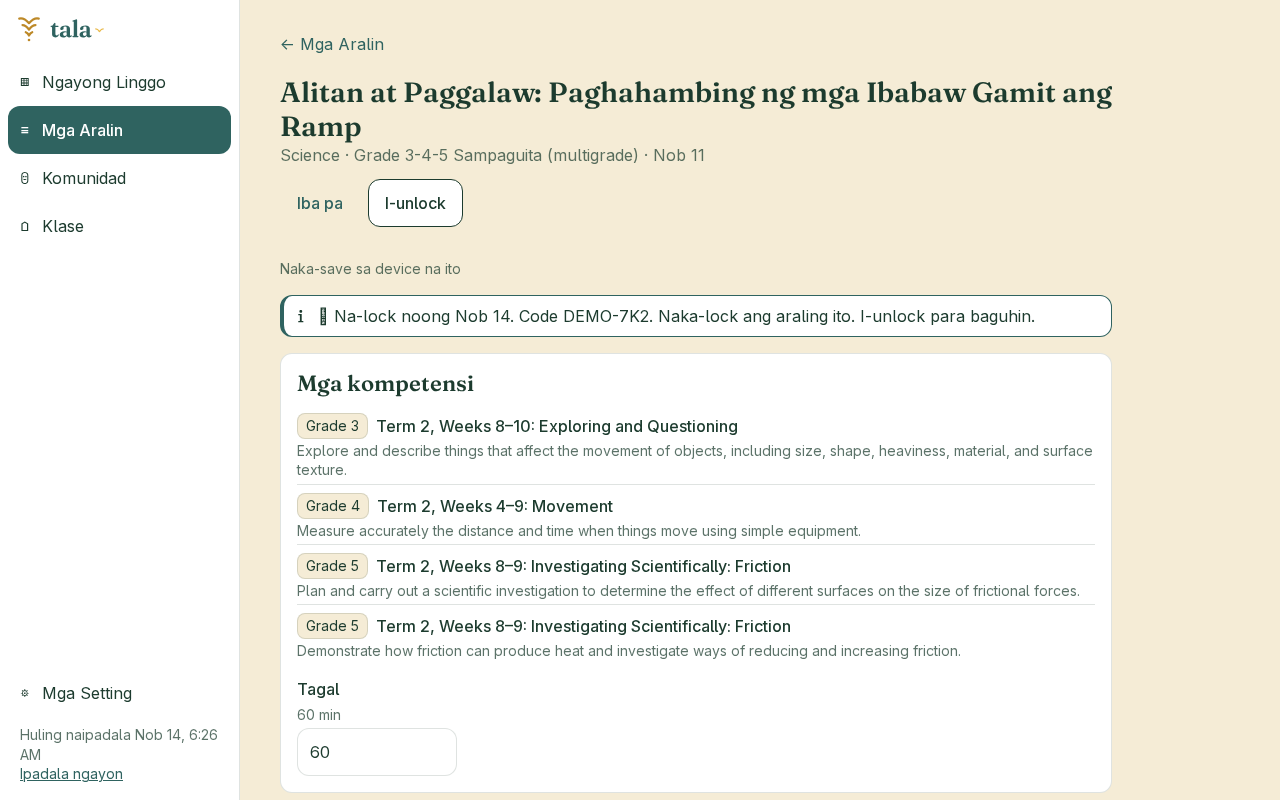 tala
Ngayong Linggo
Mga Aralin
Komunidad
Klase
Mga Setting
Huling naipadala Nob 14, 6:26
AM
Ipadala ngayon
← Mga Aralin
Alitan at Paggalaw: Paghahambing ng mga Ibabaw Gamit ang
Ramp
Science · Grade 3-4-5 Sampaguita (multigrade) · Nob 11
Iba pa
I-unlock
Naka-save sa device na ito
Na-lock noong Nob 14. Code DEMO-7K2. Naka-lock ang araling ito. I-unlock para baguhin.
Mga kompetensi
Grade 3 Term 2, Weeks 8–10: Exploring and Questioning
Explore and describe things that affect the movement of objects, including size, shape, heaviness, material, and surface
texture.
Grade 4 Term 2, Weeks 4–9: Movement
Measure accurately the distance and time when things move using simple equipment.
Grade 5 Term 2, Weeks 8–9: Investigating Scientifically: Friction
Plan and carry out a scientific investigation to determine the effect of different surfaces on the size of frictional forces.
Grade 5 Term 2, Weeks 8–9: Investigating Scientifically: Friction
Demonstrate how friction can produce heat and investigate ways of reducing and increasing friction.
Tagal
60 min
60